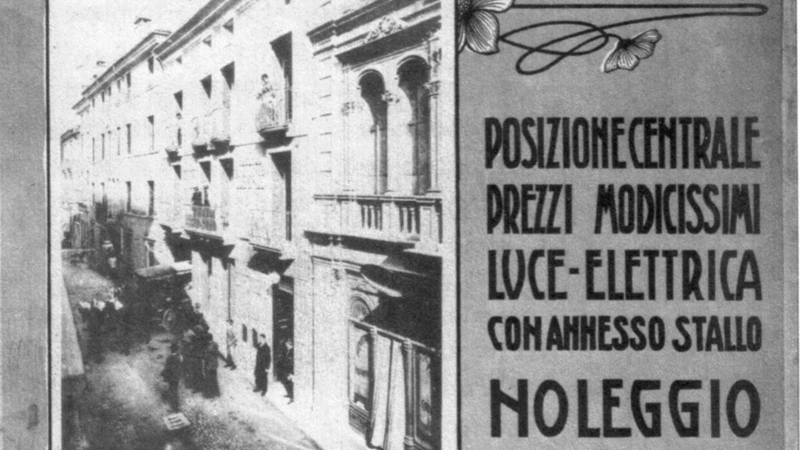 POSIZIONE CENTRALE
PREZZI MODICISSIMI
LUCE-ELETTRICA
CON ANNESSO STALLO
NOLEGGIO